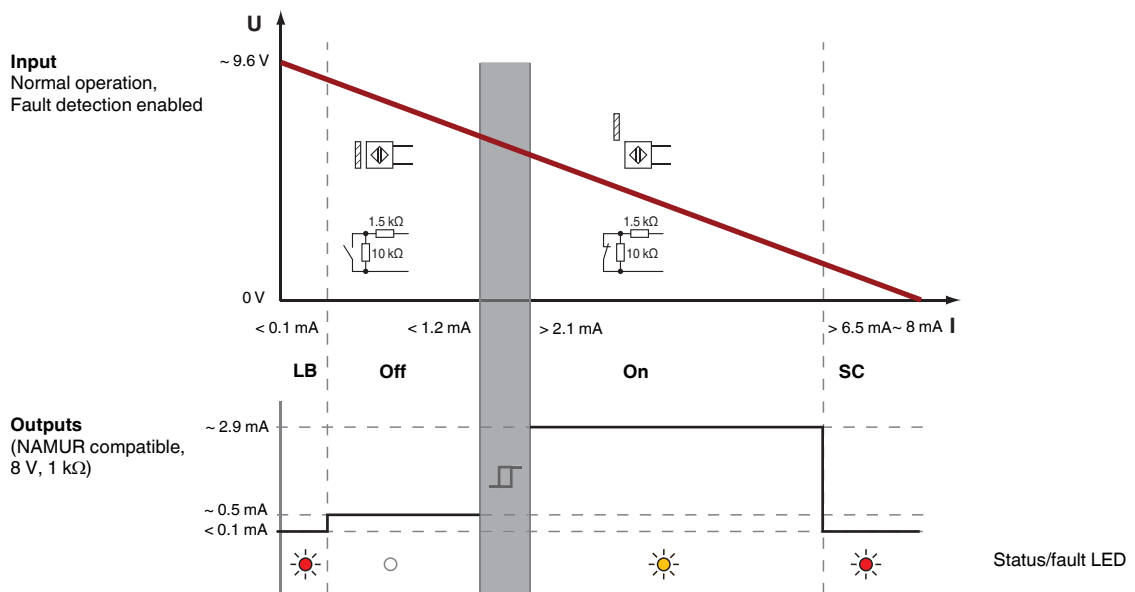 U
Input
Normal operation,
Fault detection enabled
~ 9.6 V
1.5 kΩ
10 kΩ
1.5 kΩ
10 kΩ
0 V
< 0.1 mA
< 1.2 mA
> 2.1 mA
> 6.5 mA
~ 8 mA
I
LB
Off
On
SC
Outputs
(NAMUR compatible,
8 V, 1 kΩ)
~ 2.9 mA
~ 0.5 mA
< 0.1 mA
Status/fault LED